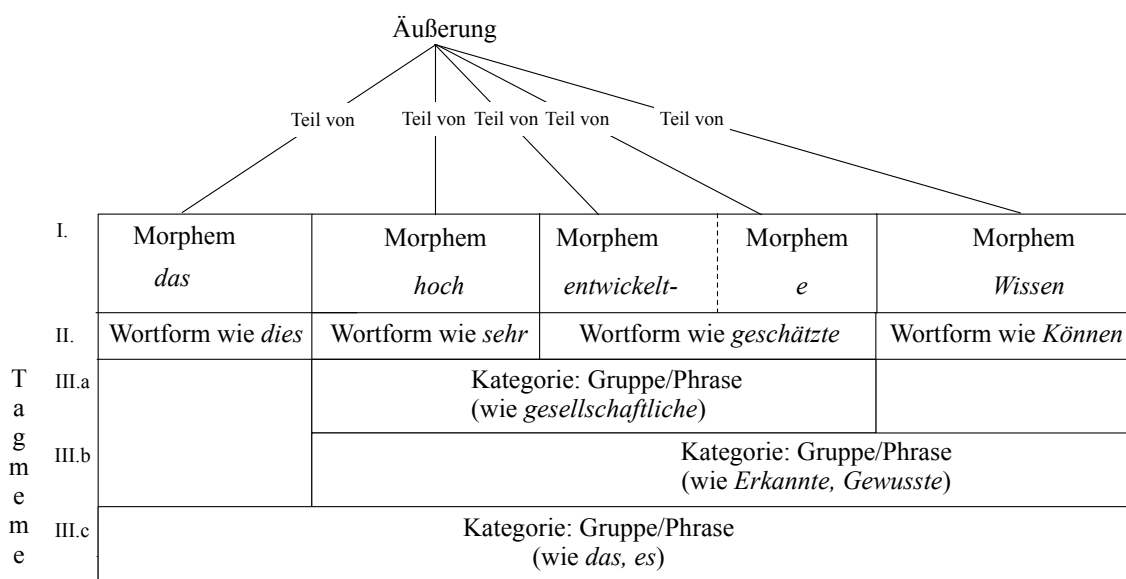 Äußerung
Teil von Teil von Teil von Teil von Teil von
I. Morphem Morphem Morphem Morphem Morphem
das hoch entwickelt- e Wissen
II. Wortform wie dies Wortform wie sehr Wortform wie geschätzte Wortform wie Können
Tagmeme
III.a Kategorie: Gruppe/Phrase
(wie gesellschaftliche)
III.b Kategorie: Gruppe/Phrase
(wie Erkannte, Gewusste)
III.c Kategorie: Gruppe/Phrase
(wie das, es)